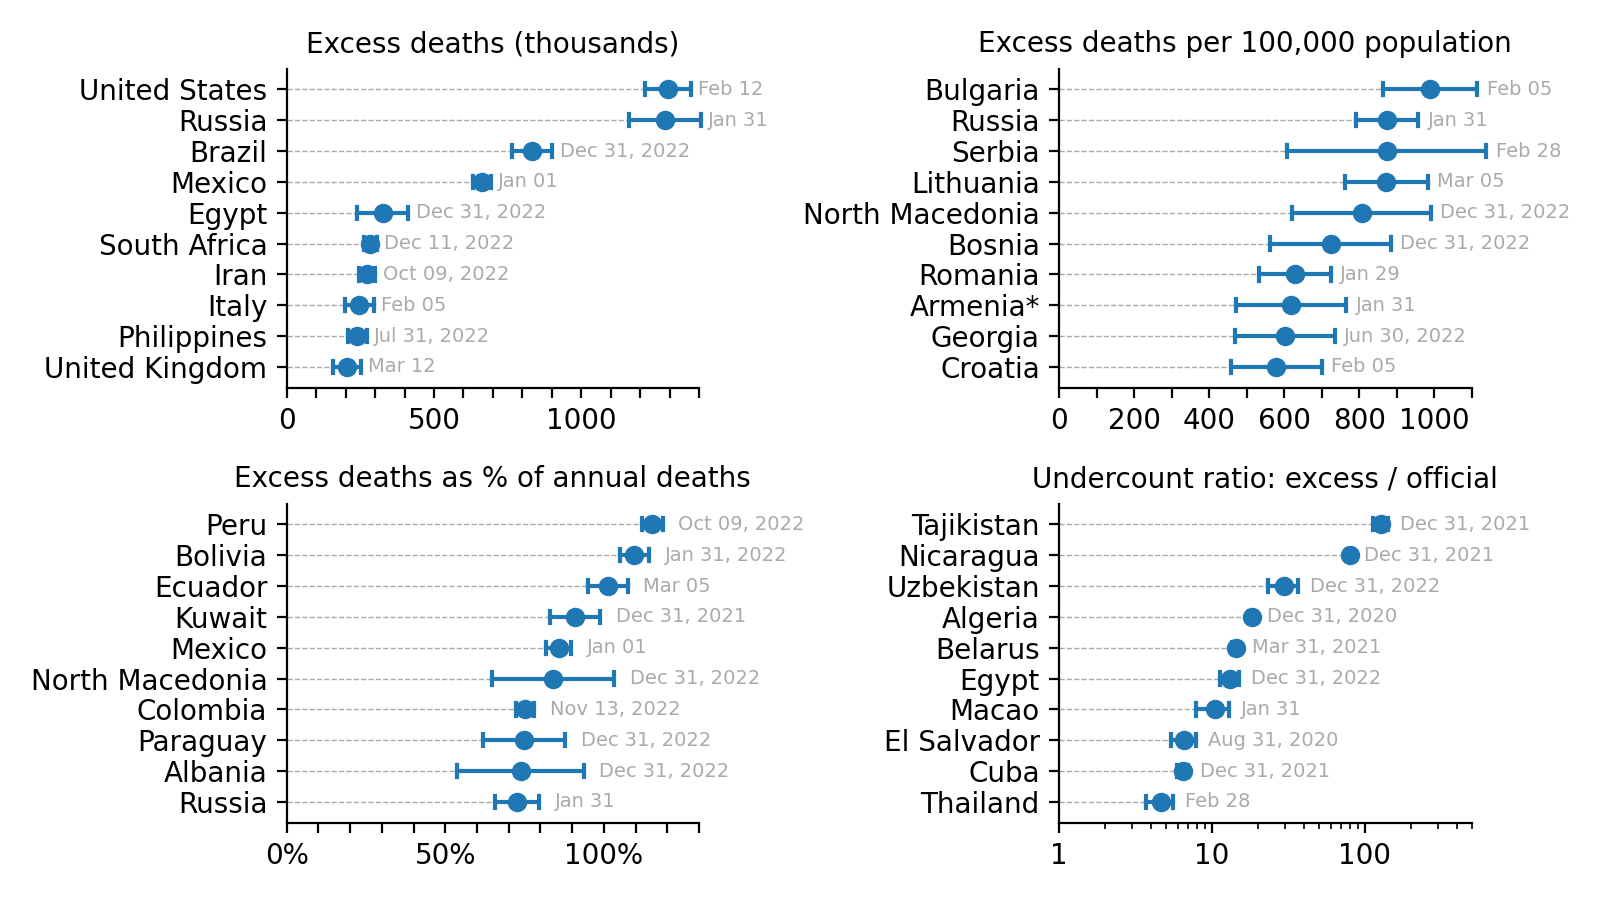 Excess deaths (thousands)
United States Feb 12
Russia Jan 31
Brazil Dec 31, 2022
Mexico Jan 01
Egypt Dec 31, 2022
South Africa Dec 11, 2022
Iran Oct 09, 2022
Italy Feb 05
Philippines Jul 31, 2022
United Kingdom Mar 12
0 500 1000
Excess deaths per 100,000 population
Bulgaria Feb 05
Russia Jan 31
Serbia Feb 28
Lithuania Mar 05
North Macedonia Dec 31, 2022
Bosnia Dec 31, 2022
Romania Jan 29
Armenia* Jan 31
Georgia Jun 30, 2022
Croatia Feb 05
0 200 400 600 800 1000
Excess deaths as % of annual deaths
Peru Oct 09, 2022
Bolivia Jan 31, 2022
Ecuador Mar 05
Kuwait Dec 31, 2021
Mexico Jan 01
North Macedonia Dec 31, 2022
Colombia Nov 13, 2022
Paraguay Dec 31, 2022
Albania Dec 31, 2022
Russia Jan 31
0% 50% 100%
Undercount ratio: excess / official
Tajikistan Dec 31, 2021
Nicaragua Dec 31, 2021
Uzbekistan Dec 31, 2022
Algeria Dec 31, 2020
Belarus Mar 31, 2021
Egypt Dec 31, 2022
Macao Jan 31
El Salvador Aug 31, 2020
Cuba Dec 31, 2021
Thailand Feb 28
1 10 100